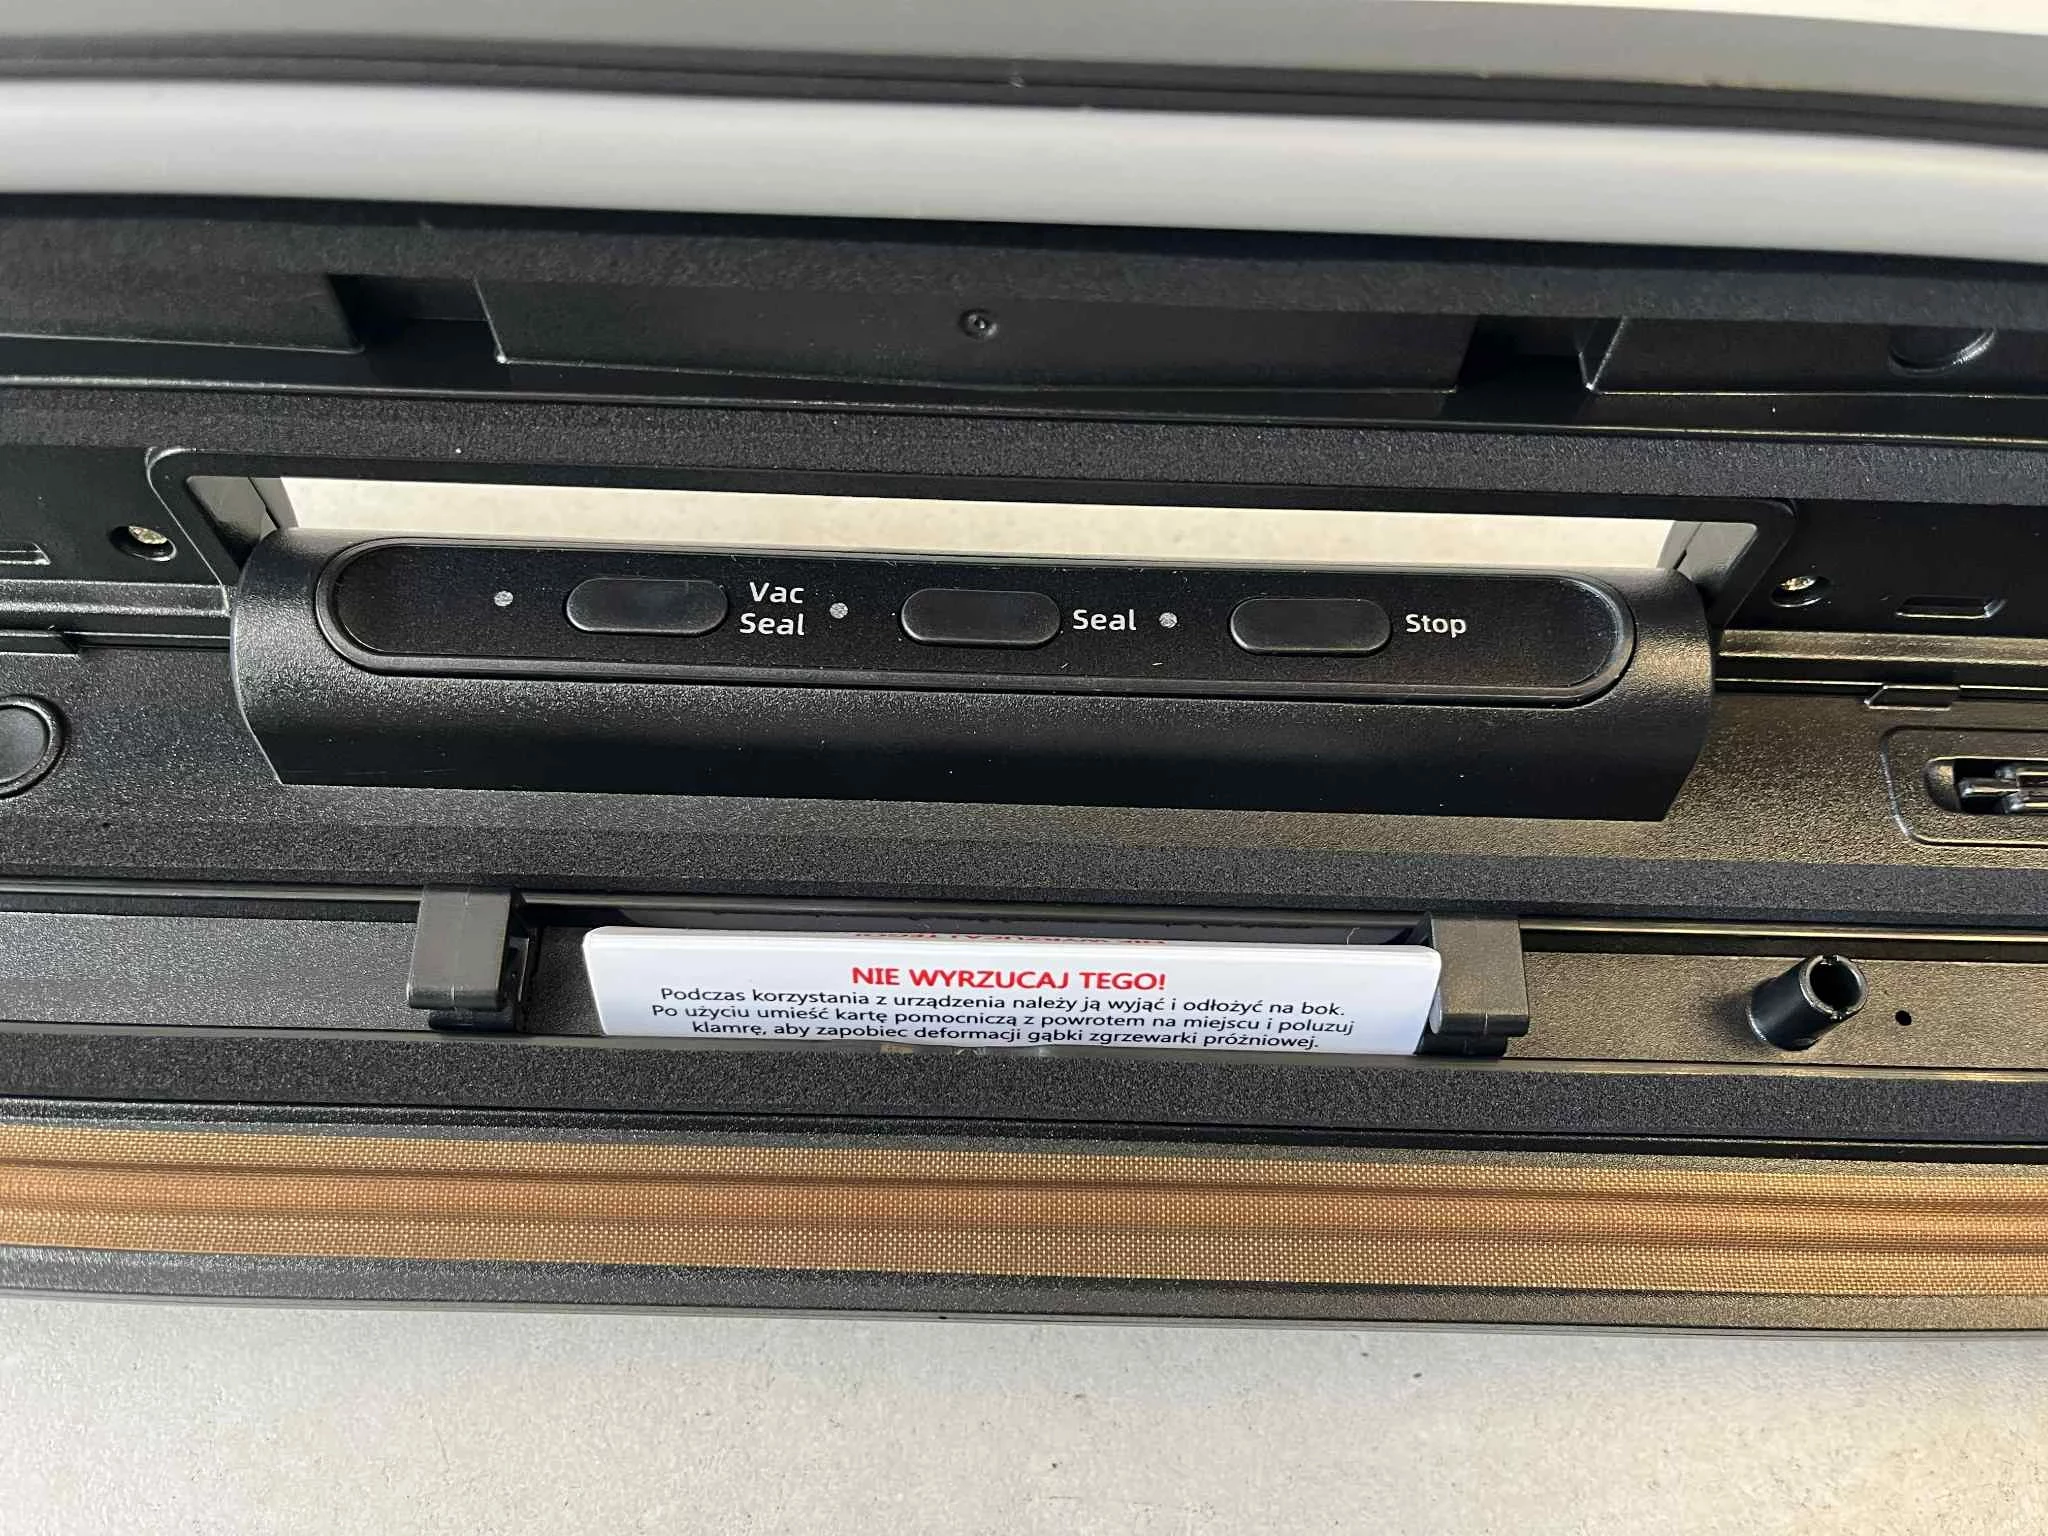 Vac
Seal
Seal
Stop
NIE WYRZUCAJ TEGO!
Podczas korzystania z urządzenia należy ją wyjąć i odłożyć na bok.
Po użyciu umieść kartę pomocniczą z powrotem na miejscu i poluzuj
klamrę, aby zapobiec deformacji gąbki zgrzewarki próżniowej.